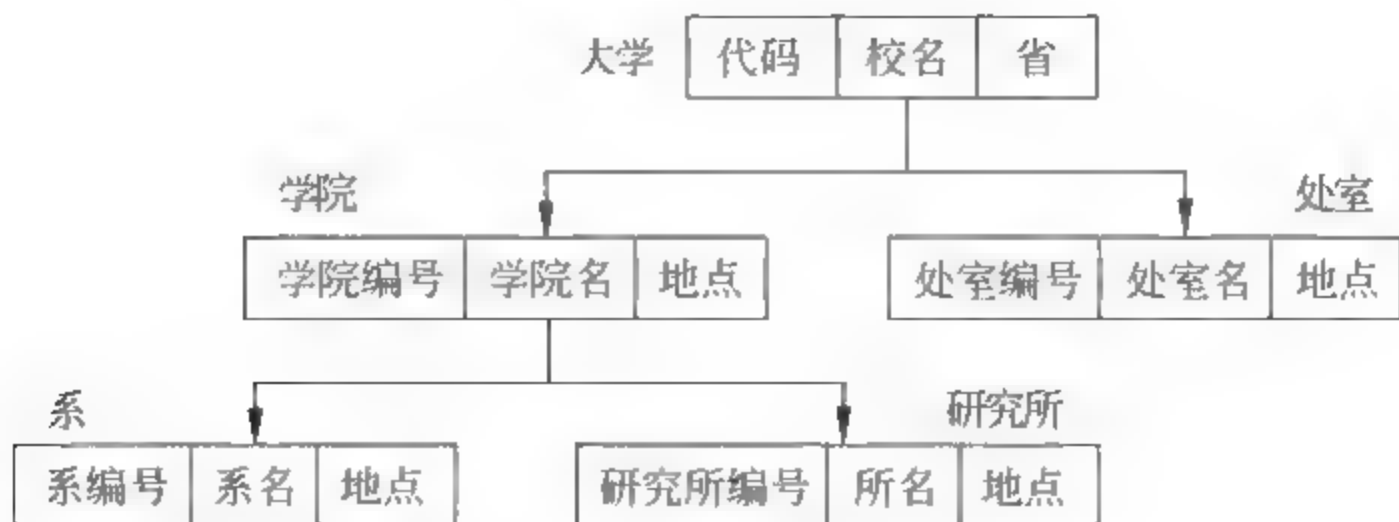 大学 代码 校名 省
学院 处室
学院编号 学院名 地点 处室编号 处室名 地点
系 研究所
系编号 系名 地点 研究所编号 所名 地点